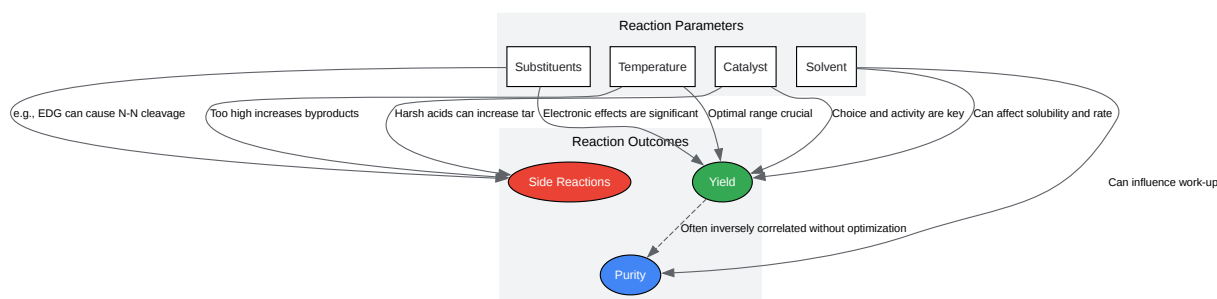 Reaction Parameters
Substituents
Temperature
Catalyst
Solvent
e.g., EDG can cause N-N cleavage
Too high increases byproducts
Harsh acids can increase tar
Electronic effects are significant
Optimal range crucial
Choice and activity are key
Can affect solubility and rate
Reaction Outcomes
Side Reactions
Yield
Can influence work-up
Often inversely correlated without optimization
Purity